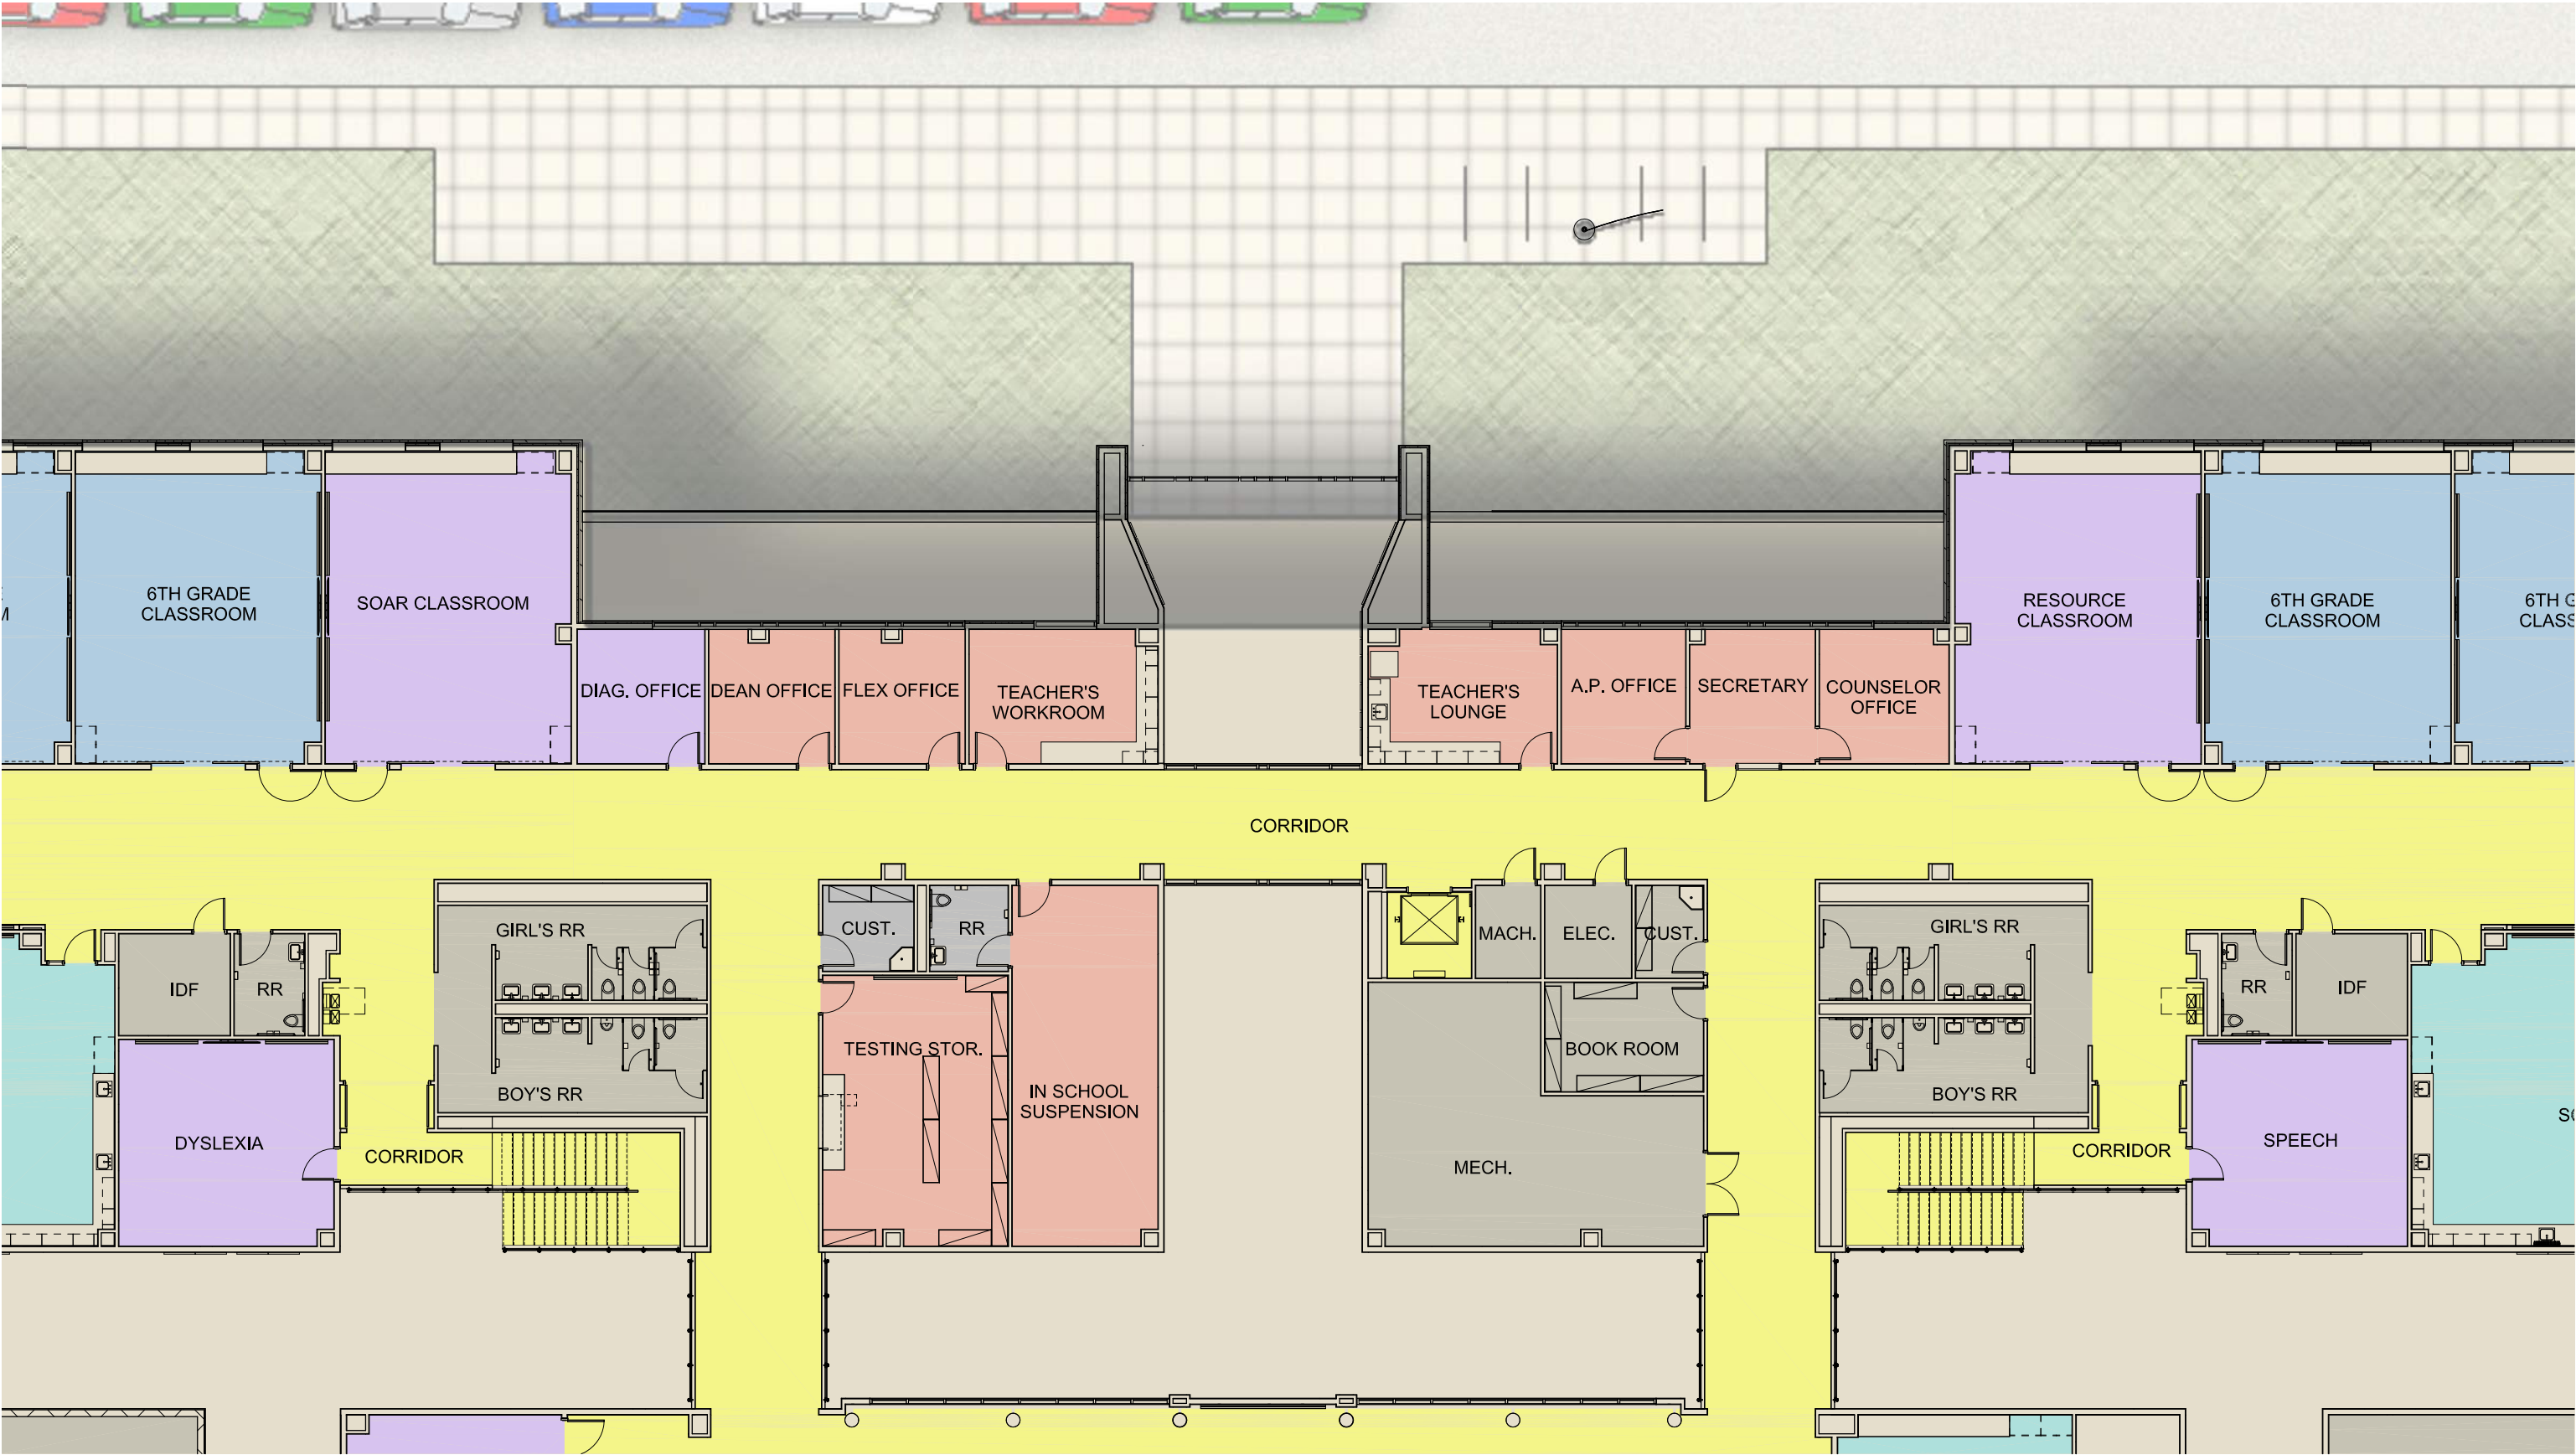 6TH GRADE
CLASSROOM
SOAR CLASSROOM
DIAG. OFFICE
DEAN OFFICE
FLEX OFFICE
TEACHER'S
WORKROOM
TEACHER'S
LOUNGE
A.P. OFFICE
SECRETARY
COUNSELOR
OFFICE
RESOURCE
CLASSROOM
6TH GRADE
CLASSROOM
6TH G
CLASS
M
CORRIDOR
IDF
RR
GIRL'S RR
BOY'S RR
DYSLEXIA
CORRIDOR
CUST.
RR
TESTING STOR.
IN SCHOOL
SUSPENSION
MACH.
ELEC.
CUST.
BOOK ROOM
MECH.
GIRL'S RR
BOY'S RR
CORRIDOR
RR
IDF
SPEECH